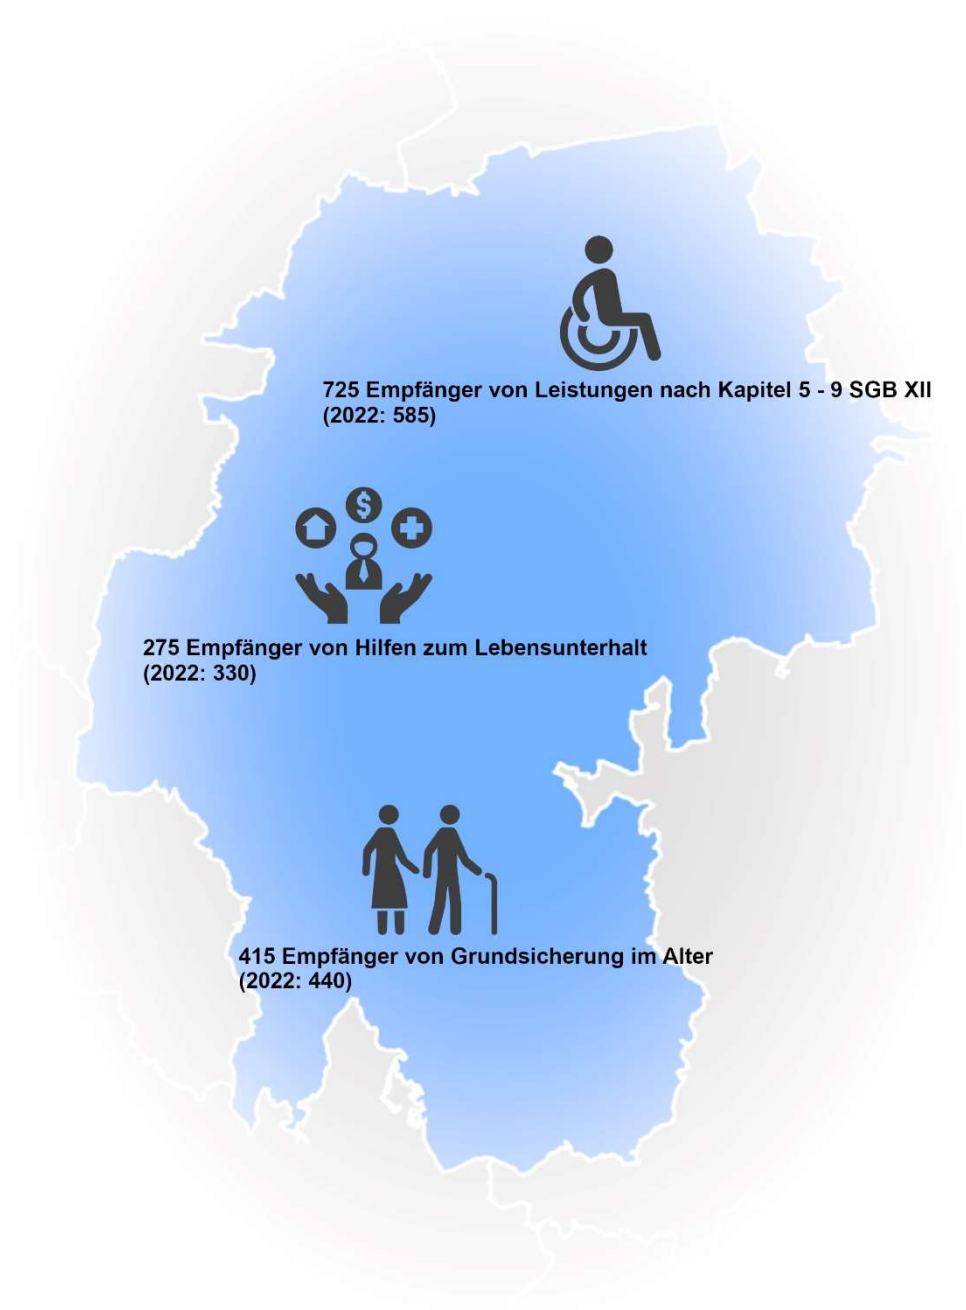 725 Empfänger von Leistungen nach Kapitel 5 - 9 SGB XII
(2022: 585)
$
275 Empfänger von Hilfen zum Lebensunterhalt
(2022: 330)
415 Empfänger von Grundsicherung im Alter
(2022: 440)